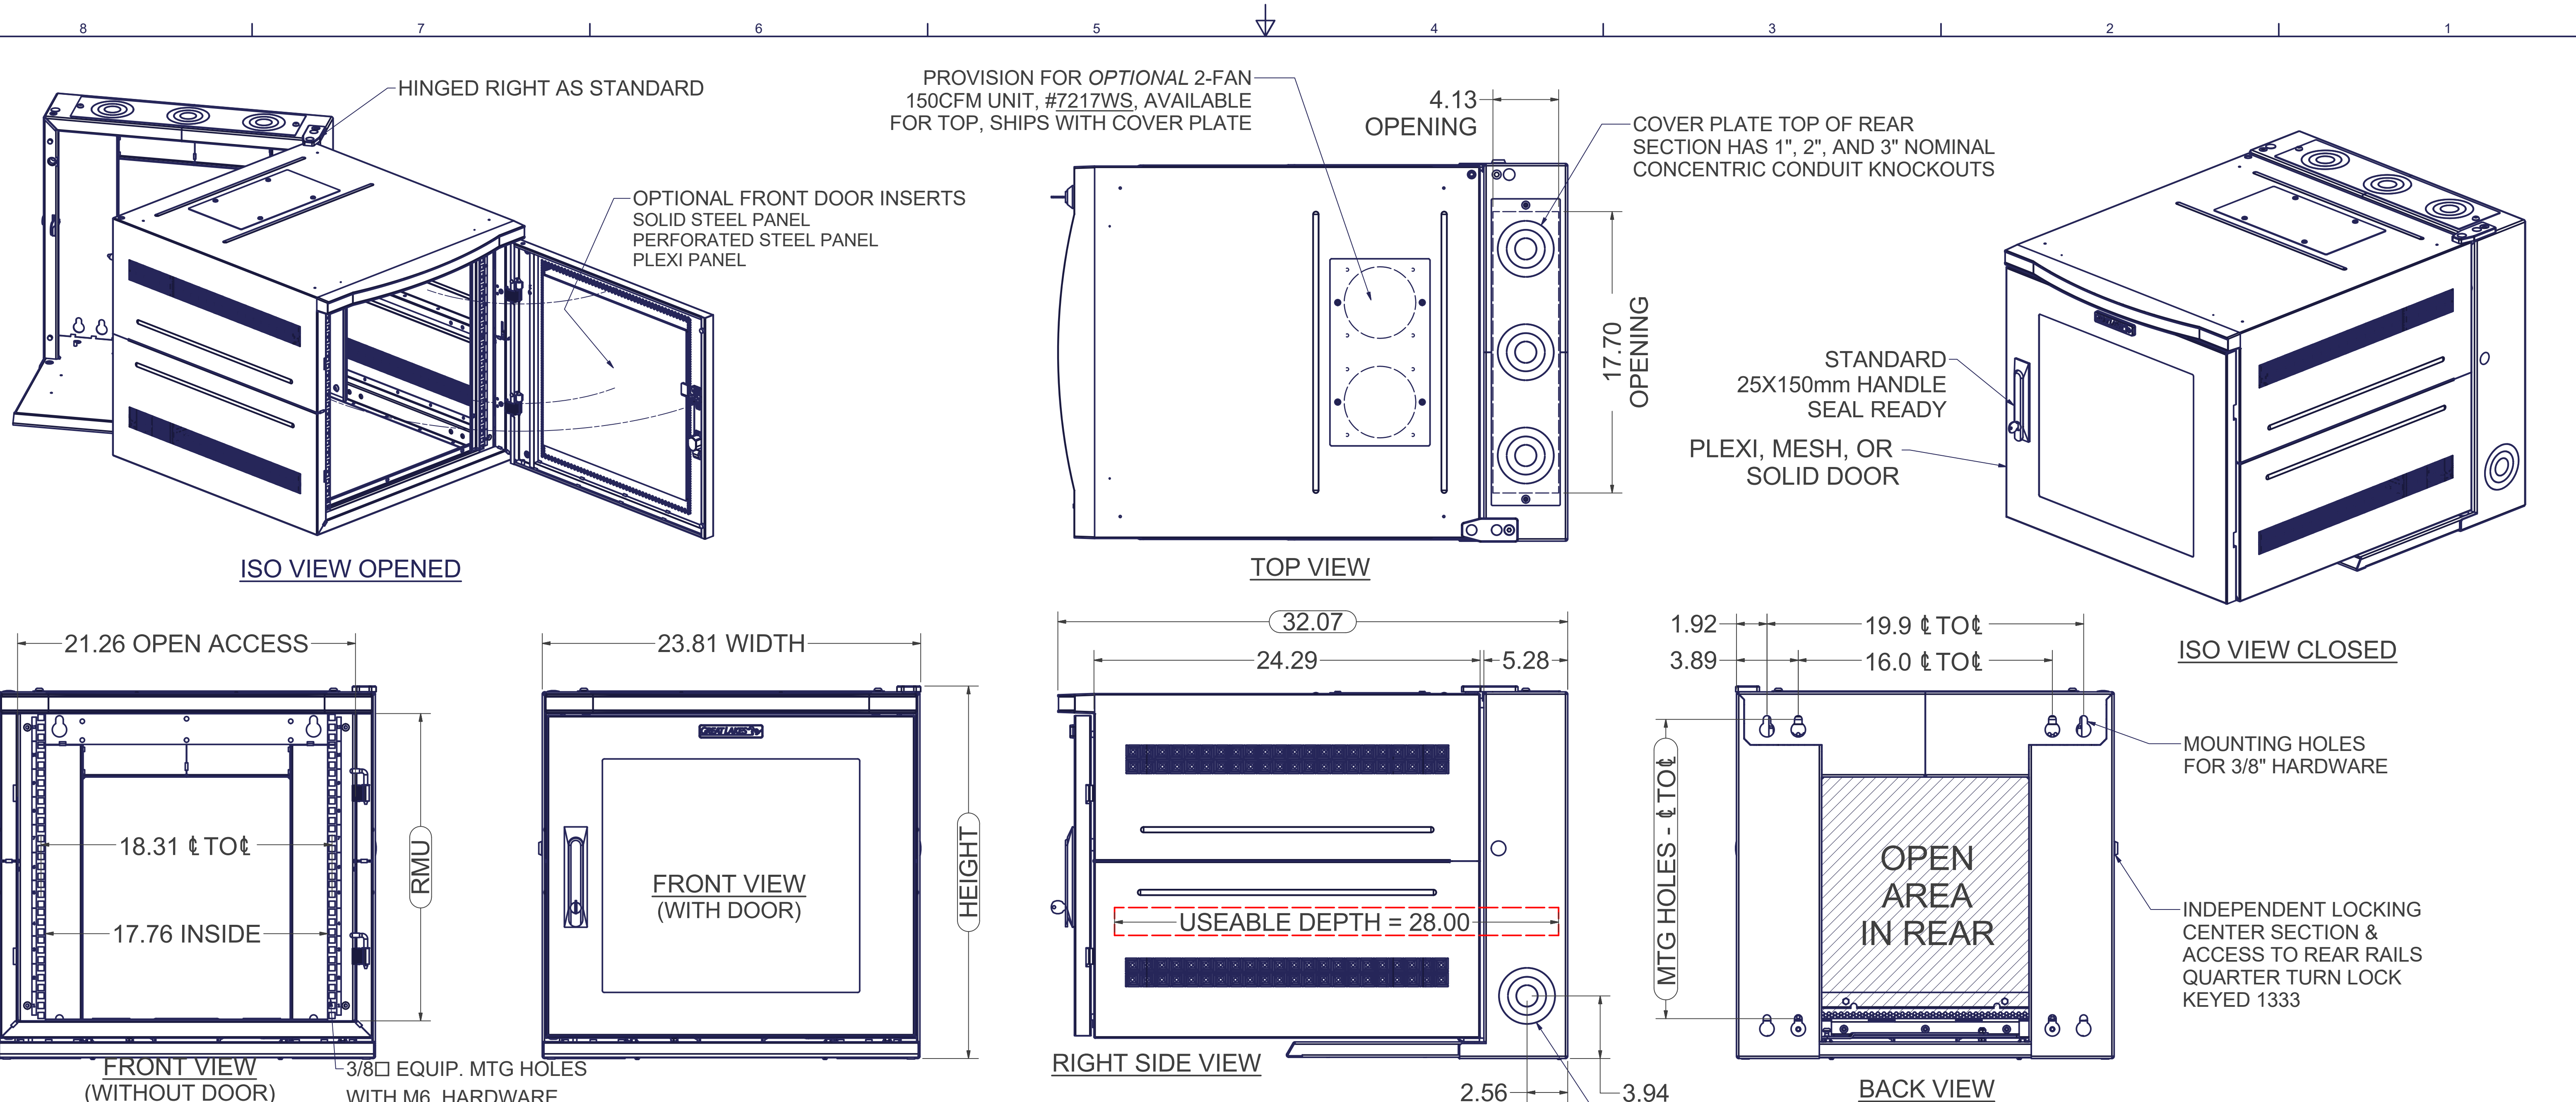 8 7 6 5 4 3 2 1
HINGED RIGHT AS STANDARD
OPTIONAL FRONT DOOR INSERTS
SOLID STEEL PANEL
PERFORATED STEEL PANEL
PLEXI PANEL
ISO VIEW OPENED
PROVISION FOR OPTIONAL 2-FAN
150CFM UNIT, #7217WS, AVAILABLE
FOR TOP, SHIPS WITH COVER PLATE
4.13
OPENING
COVER PLATE TOP OF REAR
SECTION HAS 1", 2", AND 3" NOMINAL
CONCENTRIC CONDUIT KNOCKOUTS
17.70
OPENING
TOP VIEW
STANDARD
25X150mm HANDLE
SEAL READY
PLEXI, MESH, OR
SOLID DOOR
ISO VIEW CLOSED
21.26 OPEN ACCESS
18.31 ℄ TO ℄
17.76 INSIDE
RMU
FRONT VIEW
(WITHOUT DOOR)
3/8□ EQUIP. MTG HOLES
WITH M6 HARDWARE
23.81 WIDTH
GREAT LAKES
FRONT VIEW
(WITH DOOR)
HEIGHT
32.07
24.29
5.28
USEABLE DEPTH = 28.00
RIGHT SIDE VIEW
2.56
3.94
1.92
19.9 ℄ TO ℄
3.89
16.0 ℄ TO ℄
MTG HOLES - ℄ TO ℄
OPEN
AREA
IN REAR
MOUNTING HOLES
FOR 3/8" HARDWARE
INDEPENDENT LOCKING
CENTER SECTION &
ACCESS TO REAR RAILS
QUARTER TURN LOCK
KEYED 1333
BACK VIEW